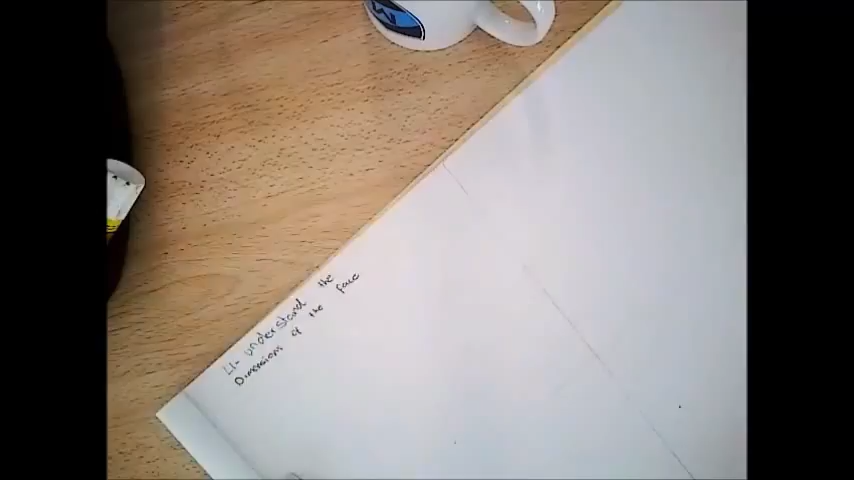 LI- understand the
Dimensions of the face